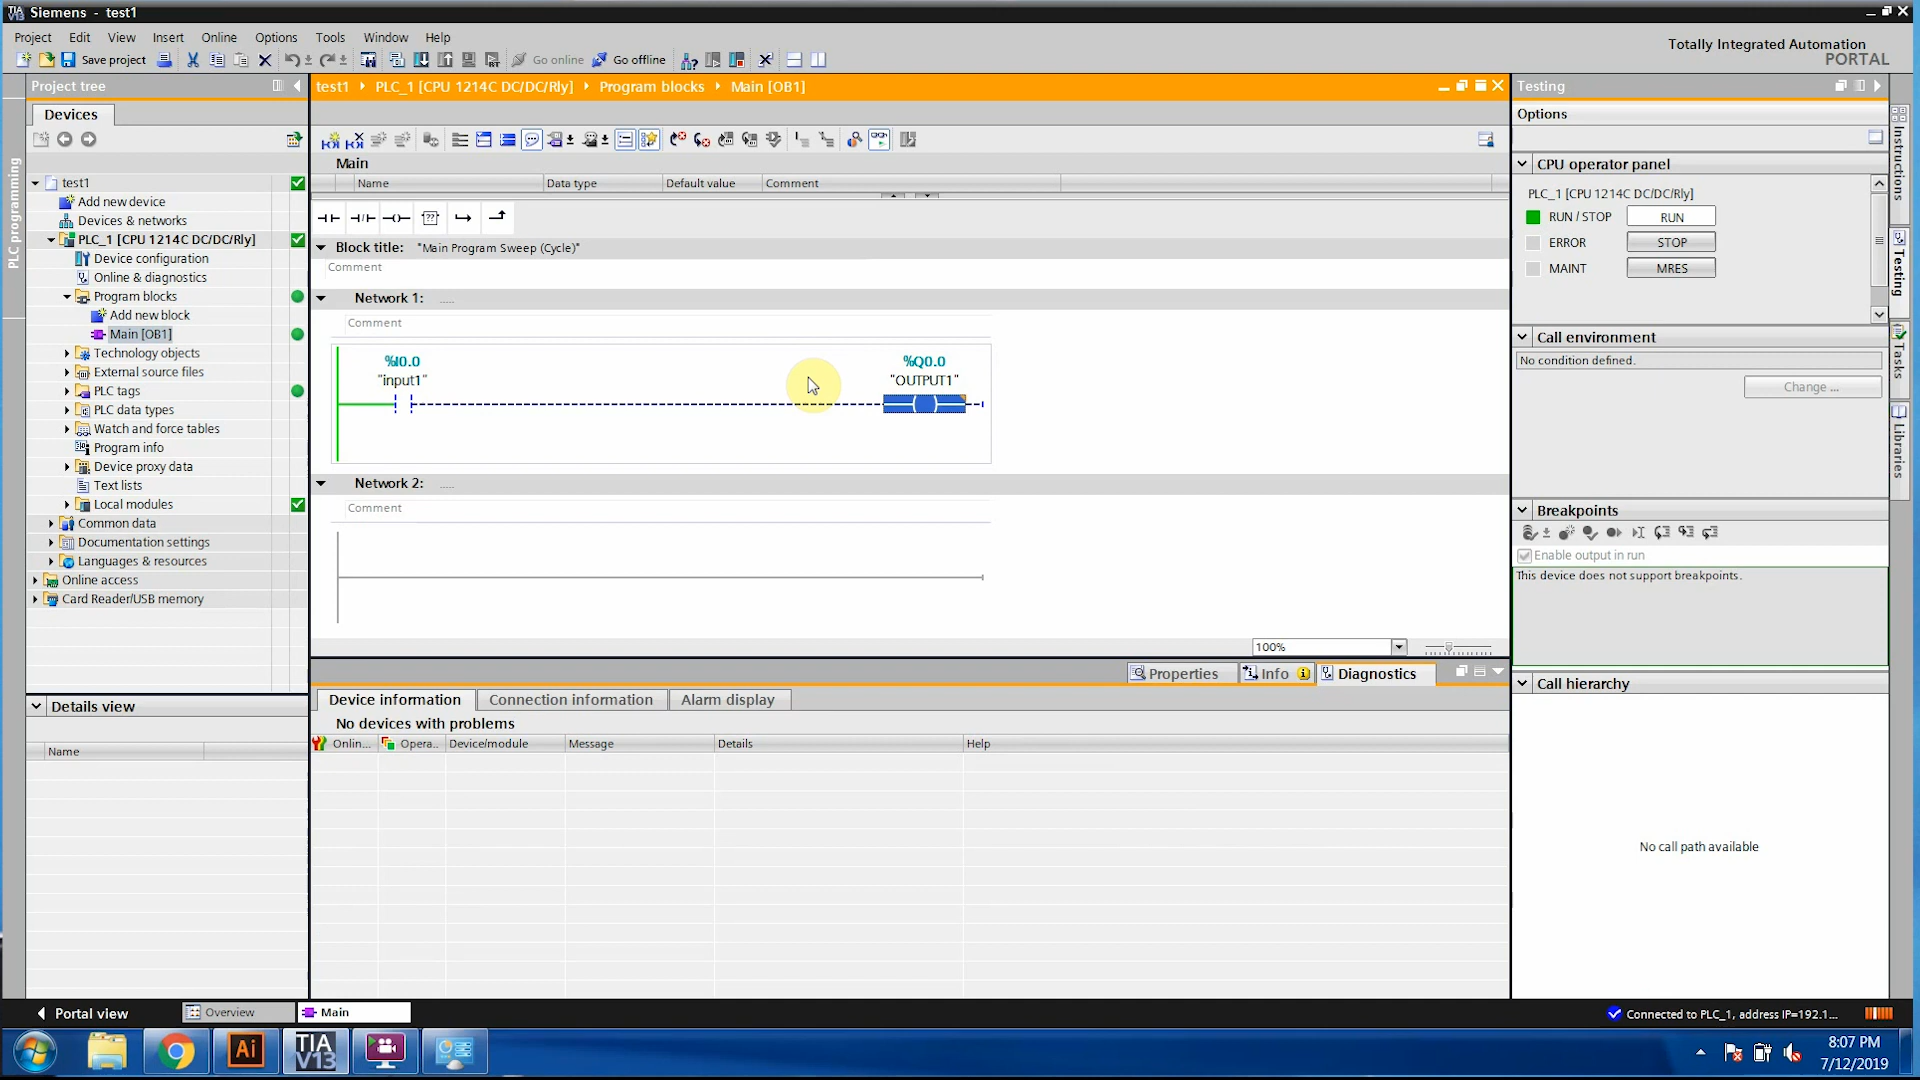 Siemens - test1
Project Edit View Insert Online Options Tools Window Help
Totally Integrated Automation
PORTAL
Save project
Go online
Go offline
Project tree
test1 PLC_1 [CPU 1214C DC/DC/Rly] Program blocks Main [OB1]
Testing
Devices
Options
PLC programming
Main
Name Data type Default value Comment
CPU operator panel
PLC_1 [CPU 1214C DC/DC/Rly]
RUN / STOP RUN
ERROR STOP
MAINT MRES
test1
Add new device
Devices & networks
PLC_1 [CPU 1214C DC/DC/Rly]
Device configuration
Online & diagnostics
Program blocks
Add new block
Main [OB1]
Technology objects
External source files
PLC tags
PLC data types
Watch and force tables
Program info
Device proxy data
Text lists
Local modules
Common data
Documentation settings
Languages & resources
Online access
Card Reader/USB memory
??
Block title: "Main Program Sweep (Cycle)"
Comment
Network 1: .....
Comment
%I0.0
"input1"
%Q0.0
"OUTPUT1"
Network 2: .....
Comment
100%
Call environment
No condition defined.
Change ...
Breakpoints
Enable output in run
This device does not support breakpoints.
Call hierarchy
No call path available
Instructions
Testing
Tasks
Libraries
Properties Info Diagnostics
Device information Connection information Alarm display
No devices with problems
Onlin... Opera.. Device/module Message Details Help
Details view
Name
Portal view
Overview
Main
Connected to PLC_1, address IP=192.1...
Ai
TIA
V13
8:07 PM
7/12/2019